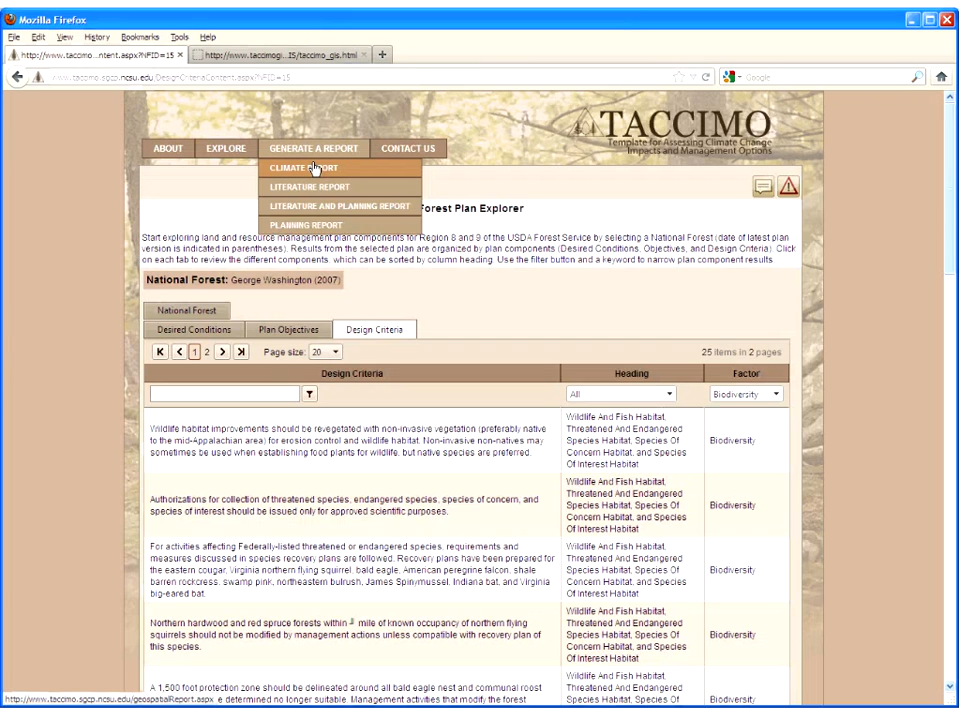 Mozilla Firefox
File Edit View History Bookmarks Tools Help
http://www.taccimo...ntent.aspx?NFID=15 × http://www.taccimogi...IS/taccimo_gis.html × +
www.taccimo.sgcp.ncsu.edu/DesignCriteriaContent.aspx?NFID=15 Google
TACCIMO
Template for Assessing Climate Change
Impacts and Management Options
ABOUT EXPLORE GENERATE A REPORT CONTACT US
CLIMATE REPORT
LITERATURE REPORT
LITERATURE AND PLANNING REPORT
PLANNING REPORT
Forest Plan Explorer
Start exploring land and resource management plan components for Region 8 and 9 of the USDA Forest Service by selecting a National Forest (date of latest plan
version is indicated in parentheses). Results from the selected plan are organized by plan components (Desired Conditions, Objectives, and Design Criteria). Click
on each tab to review the different components, which can be sorted by column heading. Use the filter button and a keyword to narrow plan component results.
National Forest: George Washington (2007)
National Forest
Desired Conditions Plan Objectives Design Criteria
1 2 Page size: 20 25 items in 2 pages
Design Criteria Heading Factor
All Biodiversity
Wildlife habitat improvements should be revegetated with non-invasive vegetation (preferably native
to the mid-Appalachian area) for erosion control and wildlife habitat. Non-invasive non-natives may
sometimes be used when establishing food plants for wildlife, but native species are preferred.
Wildlife And Fish Habitat,
Threatened And Endangered
Species Habitat, Species Of
Concern Habitat, and Species
Of Interest Habitat
Biodiversity
Authorizations for collection of threatened species, endangered species, species of concern, and
species of interest should be issued only for approved scientific purposes.
Wildlife And Fish Habitat,
Threatened And Endangered
Species Habitat, Species Of
Concern Habitat, and Species
Of Interest Habitat
Biodiversity
For activities affecting Federally-listed threatened or endangered species, requirements and
measures discussed in species recovery plans are followed. Recovery plans have been prepared for
the eastern cougar, Virginia northern flying squirrel, bald eagle, American peregrine falcon, shale
barren rockcress, swamp pink, northeastern bulrush, James Spinymussel, Indiana bat, and Virginia
big-eared bat.
Wildlife And Fish Habitat,
Threatened And Endangered
Species Habitat, Species Of
Concern Habitat, and Species
Of Interest Habitat
Biodiversity
Northern hardwood and red spruce forests within ╝ mile of known occupancy of northern flying
squirrels should not be modified by management actions unless compatible with recovery plan of
this species.
Wildlife And Fish Habitat,
Threatened And Endangered
Species Habitat, Species Of
Concern Habitat, and Species
Of Interest Habitat
Biodiversity
A 1,500 foot protection zone should be delineated around all bald eagle nest and communal roost
e determined no longer suitable. Management activities that modify the forest
Wildlife And Fish Habitat,
Threatened And Endangered
Species Habitat, Species Of
http://www.taccimo.sgcp.ncsu.edu/geospatialReport.aspx